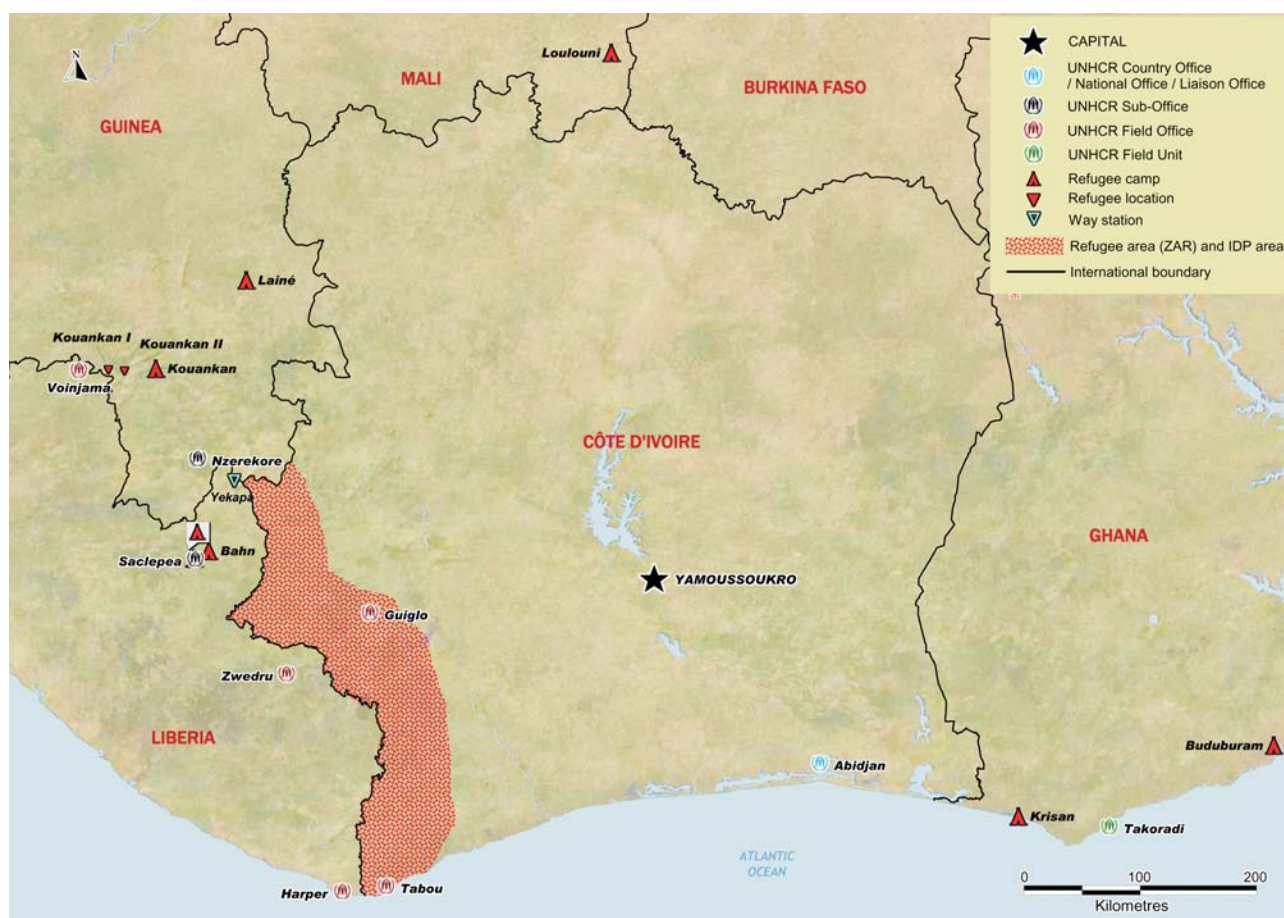 N
MALI
Loulouni
BURKINA FASO
GUINEA
CAPITAL
UNHCR Country Office
/ National Office / Liaison Office
UNHCR Sub-Office
UNHCR Field Office
UNHCR Field Unit
Refugee camp
Refugee location
Way station
Refugee area (ZAR) and IDP area
International boundary
Lainé
Kouankan I
Kouankan II
Kouankan
Voinjama
CÔTE D'IVOIRE
Nzerekore
Yekapa
GHANA
Bahn
Saclepea
YAMOUSSOUKRO
Guiglo
Zwedru
LIBERIA
Buduburam
Abidjan
Krisan
Takoradi
ATLANTIC
OCEAN
Harper
Tabou
0 100 200
Kilometres